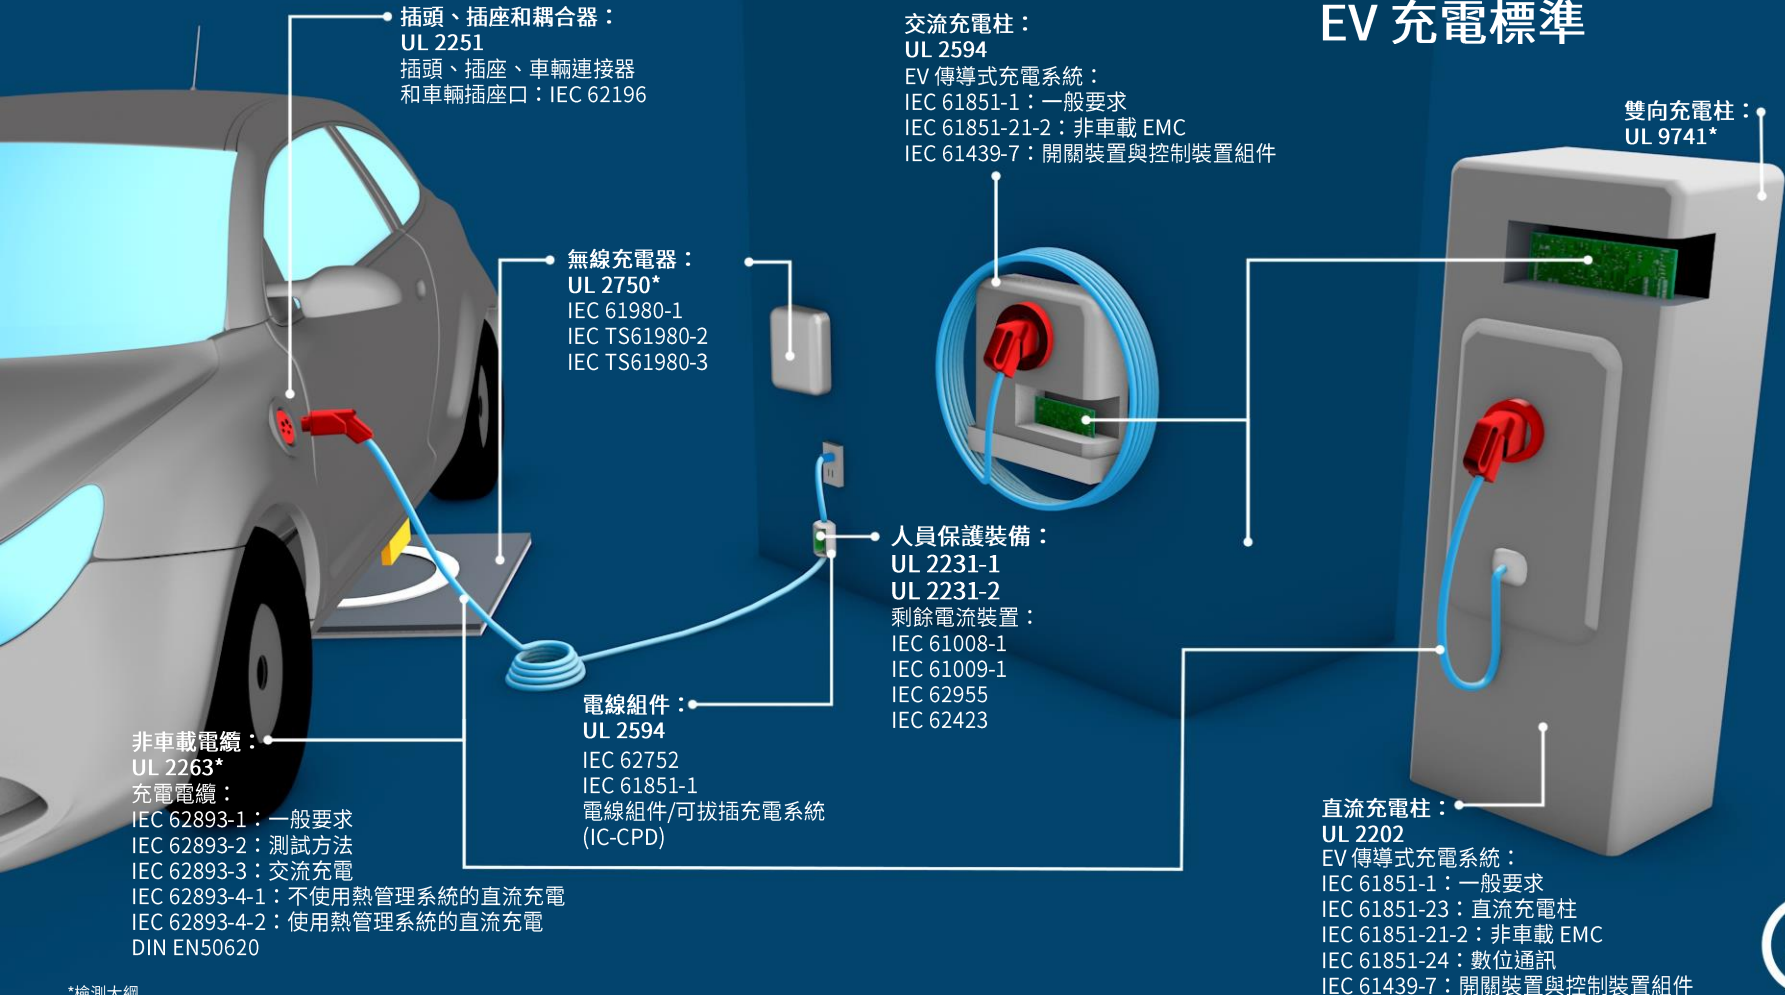 EV 充電標準
插頭、插座和耦合器：
UL 2251
插頭、插座、車輛連接器
和車輛插座口：IEC 62196
交流充電柱：
UL 2594
EV 傳導式充電系統：
IEC 61851-1：一般要求
IEC 61851-21-2：非車載 EMC
IEC 61439-7：開關裝置與控制裝置組件
雙向充電柱：
UL 9741*
無線充電器：
UL 2750*
IEC 61980-1
IEC TS61980-2
IEC TS61980-3
人員保護裝備：
UL 2231-1
UL 2231-2
剩餘電流裝置：
IEC 61008-1
IEC 61009-1
IEC 62955
IEC 62423
電線組件：
UL 2594
IEC 62752
IEC 61851-1
電線組件/可拔插充電系統
(IC-CPD)
非車載電纜：
UL 2263*
充電電纜：
IEC 62893-1：一般要求
IEC 62893-2：測試方法
IEC 62893-3：交流充電
IEC 62893-4-1：不使用熱管理系統的直流充電
IEC 62893-4-2：使用熱管理系統的直流充電
DIN EN50620
直流充電柱：
UL 2202
EV 傳導式充電系統：
IEC 61851-1：一般要求
IEC 61851-23：直流充電柱
IEC 61851-21-2：非車載 EMC
IEC 61851-24：數位通訊
IEC 61439-7：開關裝置與控制裝置組件
*檢測大綱